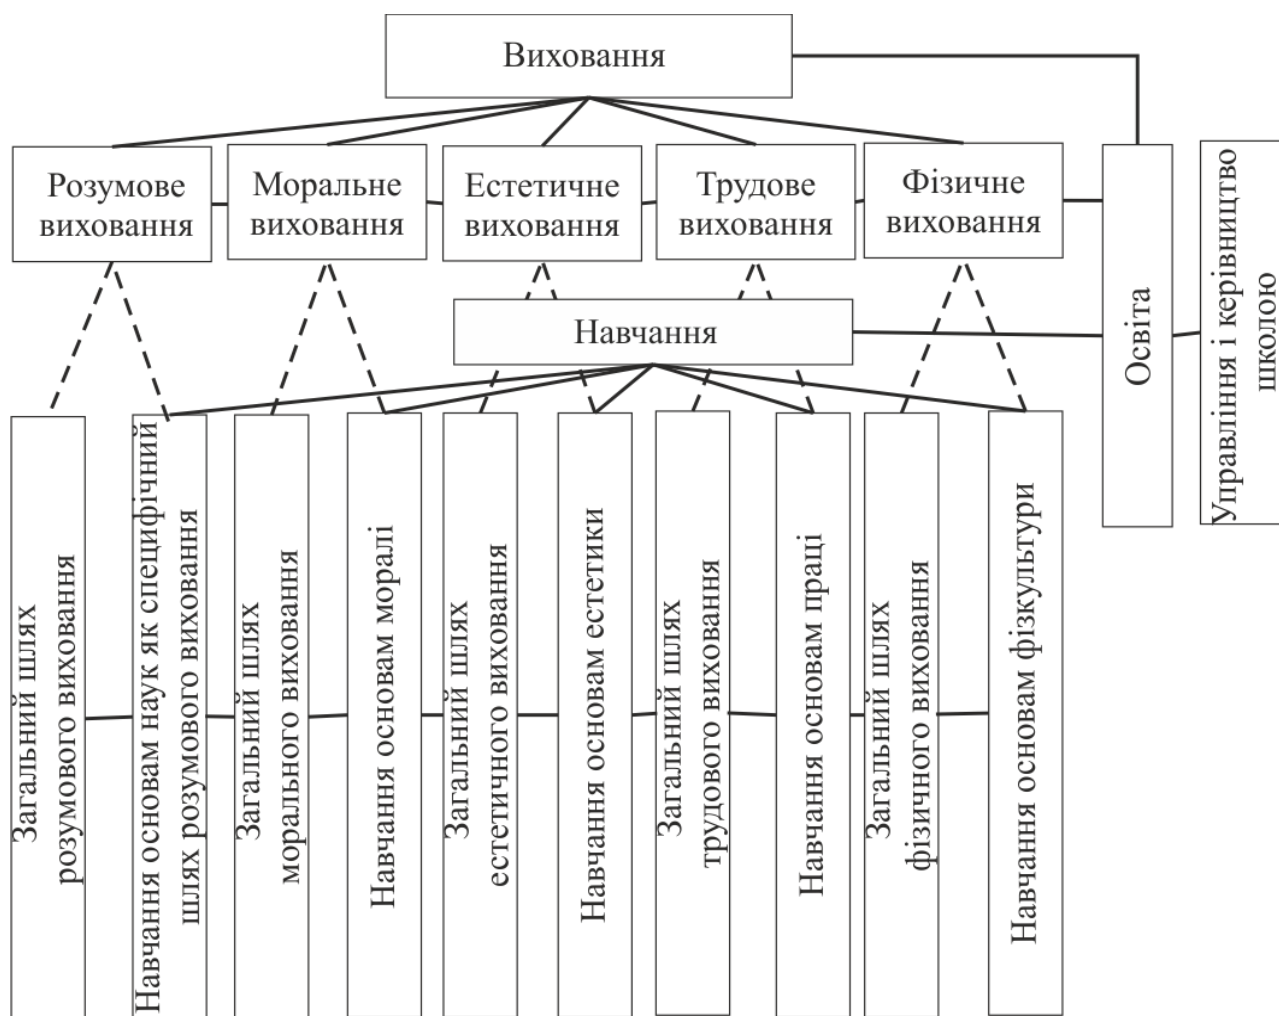 Виховання
Розумове
виховання
Моральне
виховання
Естетичне
виховання
Трудове
виховання
Фізичне
виховання
Навчання
Освіта
Управління і керівництво
школою
Загальний шлях
розумового виховання
Навчання основам наук як специфічний
шлях розумового виховання
Загальний шлях
морального виховання
Навчання основам моралі
Загальний шлях
естетичного виховання
Навчання основам естетики
Загальний шлях
трудового виховання
Навчання основам праці
Загальний шлях
фізичного виховання
Навчання основам фізкультури